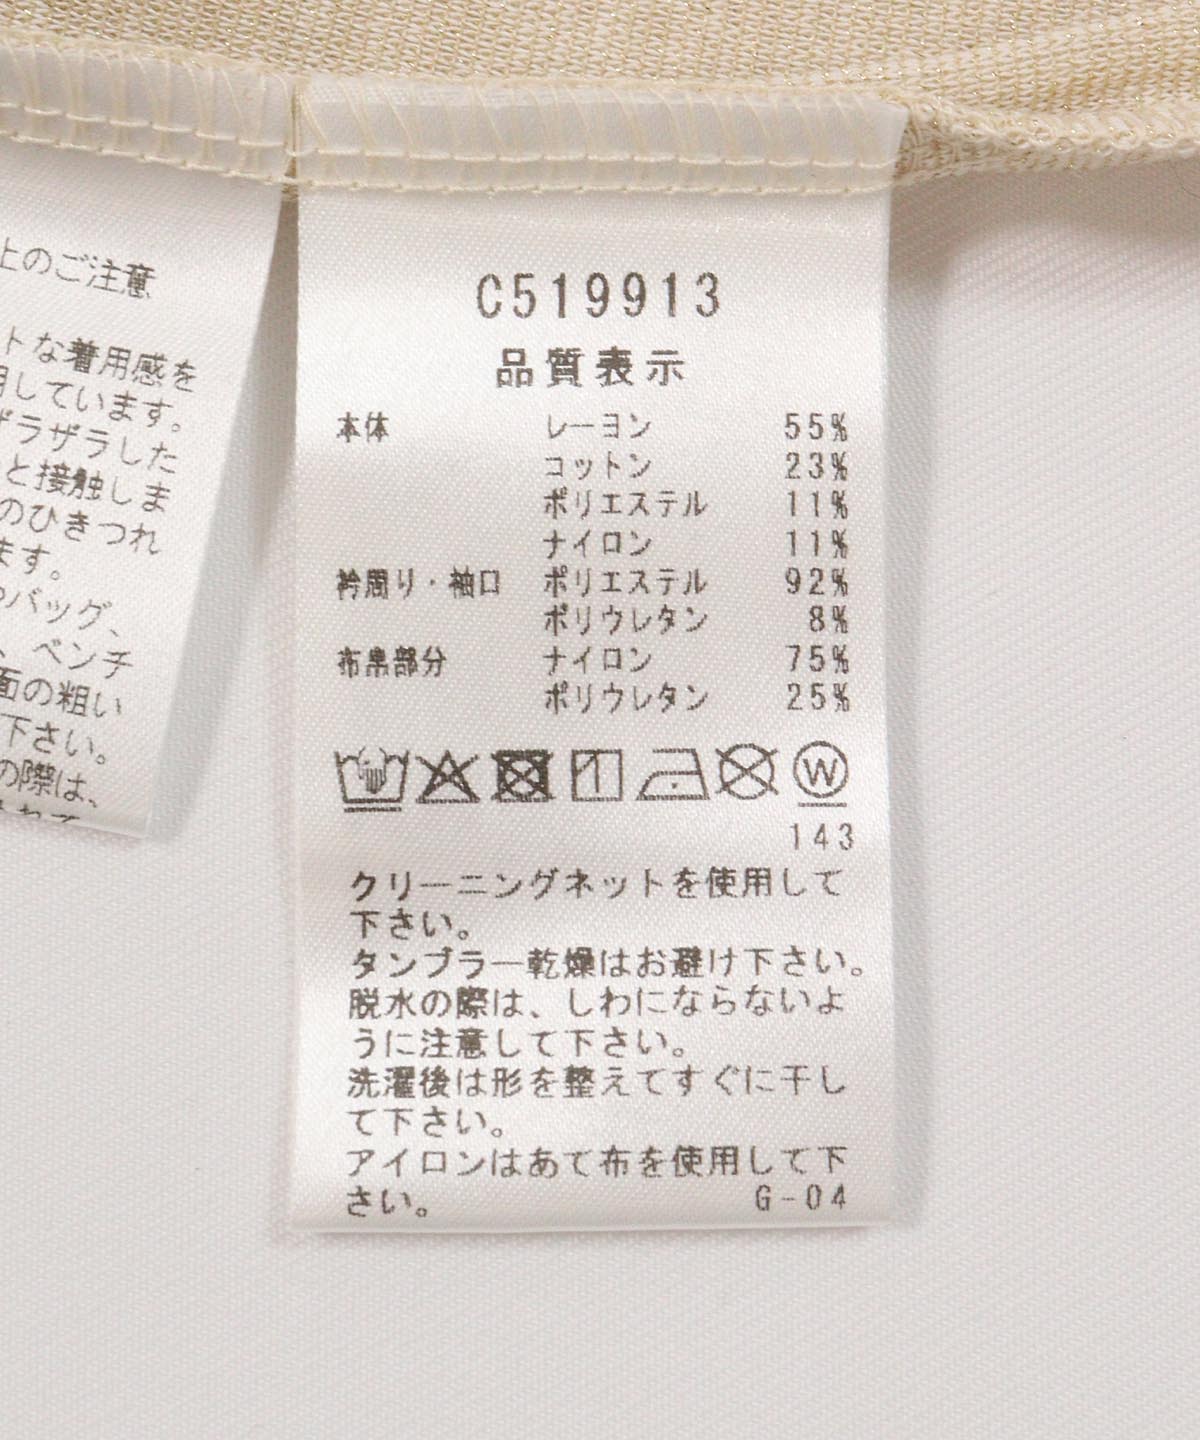 上のご注意
トな着用感を
用しています。
ザラザラした
と接触しま
のひきつれ
ます。
バッグ、
、ベンチ
面の粗い
下さい。
の際は、
C519913
品質表示
本体 レーヨン 55%
コットン 23%
ポリエステル 11%
ナイロン 11%
衿周り・袖口 ポリエステル 92%
ポリウレタン 8%
布帛部分 ナイロン 75%
ポリウレタン 25%
W
143
クリーニングネットを使用して
下さい。
タンブラー乾燥はお避け下さい。
脱水の際は、しわにならないよ
うに注意して下さい。
洗濯後は形を整えてすぐに干し
て下さい。
アイロンはあて布を使用して下
さい。 G-04